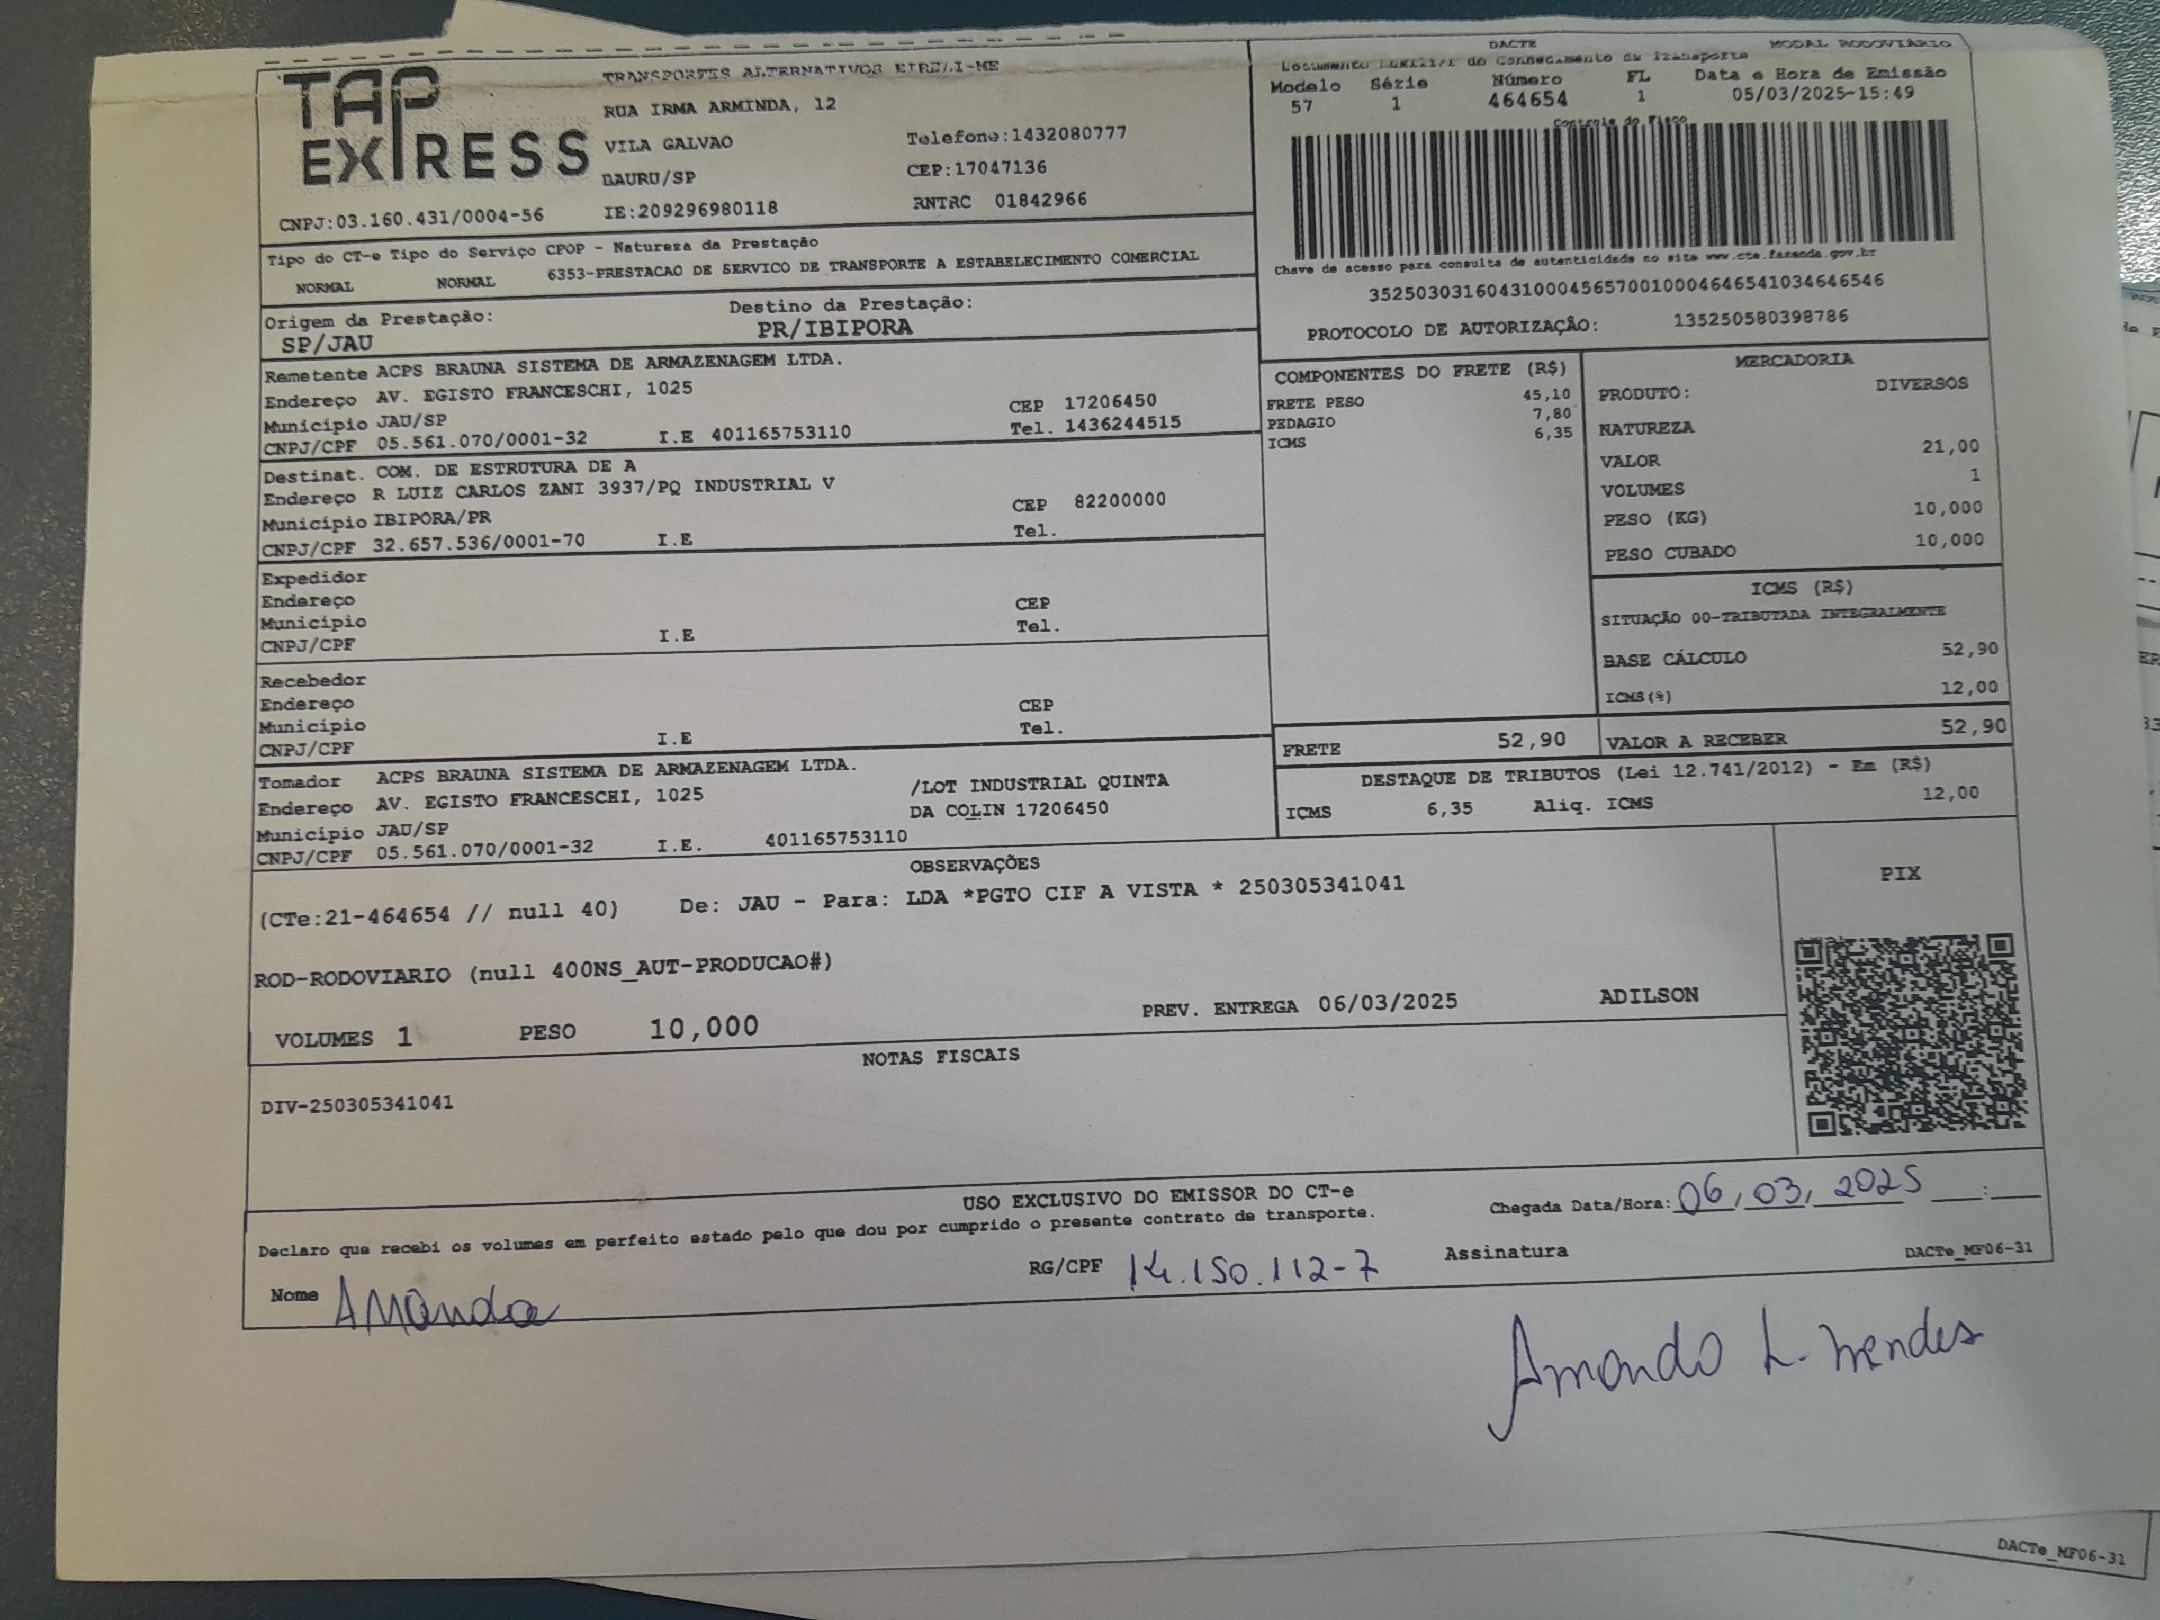 TAP EXPRESS
TRANSPORTES ALTERNATIVOS EIRELI-ME
RUA IRMA ARMINDA, 12
VILA GALVAO Telefone:1432080777
BAURU/SP CEP:17047136
CNPJ:03.160.431/0004-56 IE:209296980118 RNTRC 01842966
DACTE MODAL RODOVIÁRIO
Documento do Conhecimento de Transporte
Modelo Série Número FL Data e Hora de Emissão
57 1 464654 1 05/03/2025-15:49
Controle do Fisco
Chave de acesso para consulta de autenticidade no site www.cte.fazenda.gov.br
35250303160431000456570010004646541034646546
PROTOCOLO DE AUTORIZAÇÃO: 135250580398786
Tipo do CT-e Tipo do Serviço CFOP - Natureza da Prestação
NORMAL NORMAL 6353-PRESTACAO DE SERVICO DE TRANSPORTE A ESTABELECIMENTO COMERCIAL
Origem da Prestação: Destino da Prestação:
SP/JAU PR/IBIPORA
Remetente ACPS BRAUNA SISTEMA DE ARMAZENAGEM LTDA.
Endereço AV. EGISTO FRANCESCHI, 1025
Município JAU/SP CEP 17206450
CNPJ/CPF 05.561.070/0001-32 I.E 401165753110 Tel. 1436244515
Destinat. COM. DE ESTRUTURA DE A
Endereço R LUIZ CARLOS ZANI 3937/PQ INDUSTRIAL V
Município IBIPORA/PR CEP 82200000
CNPJ/CPF 32.657.536/0001-70 I.E Tel.
Expedidor
Endereço CEP
Município Tel.
CNPJ/CPF I.E
Recebedor
Endereço CEP
Município Tel.
CNPJ/CPF I.E
Tomador ACPS BRAUNA SISTEMA DE ARMAZENAGEM LTDA.
Endereço AV. EGISTO FRANCESCHI, 1025 /LOT INDUSTRIAL QUINTA
Município JAU/SP DA COLIN 17206450
CNPJ/CPF 05.561.070/0001-32 I.E. 401165753110
COMPONENTES DO FRETE (R$)
FRETE PESO 45,10
PEDAGIO 7,80
ICMS 6,35
MERCADORIA
PRODUTO: DIVERSOS
NATUREZA
VALOR 21,00
VOLUMES 1
PESO (KG) 10,000
PESO CUBADO 10,000
ICMS (R$)
SITUAÇÃO 00-TRIBUTADA INTEGRALMENTE
BASE CÁLCULO 52,90
ICMS(%) 12,00
FRETE 52,90 VALOR A RECEBER 52,90
DESTAQUE DE TRIBUTOS (Lei 12.741/2012) - Em (R$)
ICMS 6,35 Aliq. ICMS 12,00
OBSERVAÇÕES
(CTe:21-464654 // null 40) De: JAU - Para: LDA *PGTO CIF A VISTA * 250305341041
ROD-RODOVIARIO (null 400NS_AUT-PRODUCAO#)
VOLUMES 1 PESO 10,000 PREV. ENTREGA 06/03/2025 ADILSON
PIX
NOTAS FISCAIS
DIV-250305341041
USO EXCLUSIVO DO EMISSOR DO CT-e
Declaro que recebi os volumes em perfeito estado pelo que dou por cumprido o presente contrato de transporte.
Chegada Data/Hora: 06/03/2025 __:__
Nome Amanda RG/CPF 14.150.112-7 Assinatura DACTe_MF06-31
Amanda L. Mendes
DACTe_MF06-31